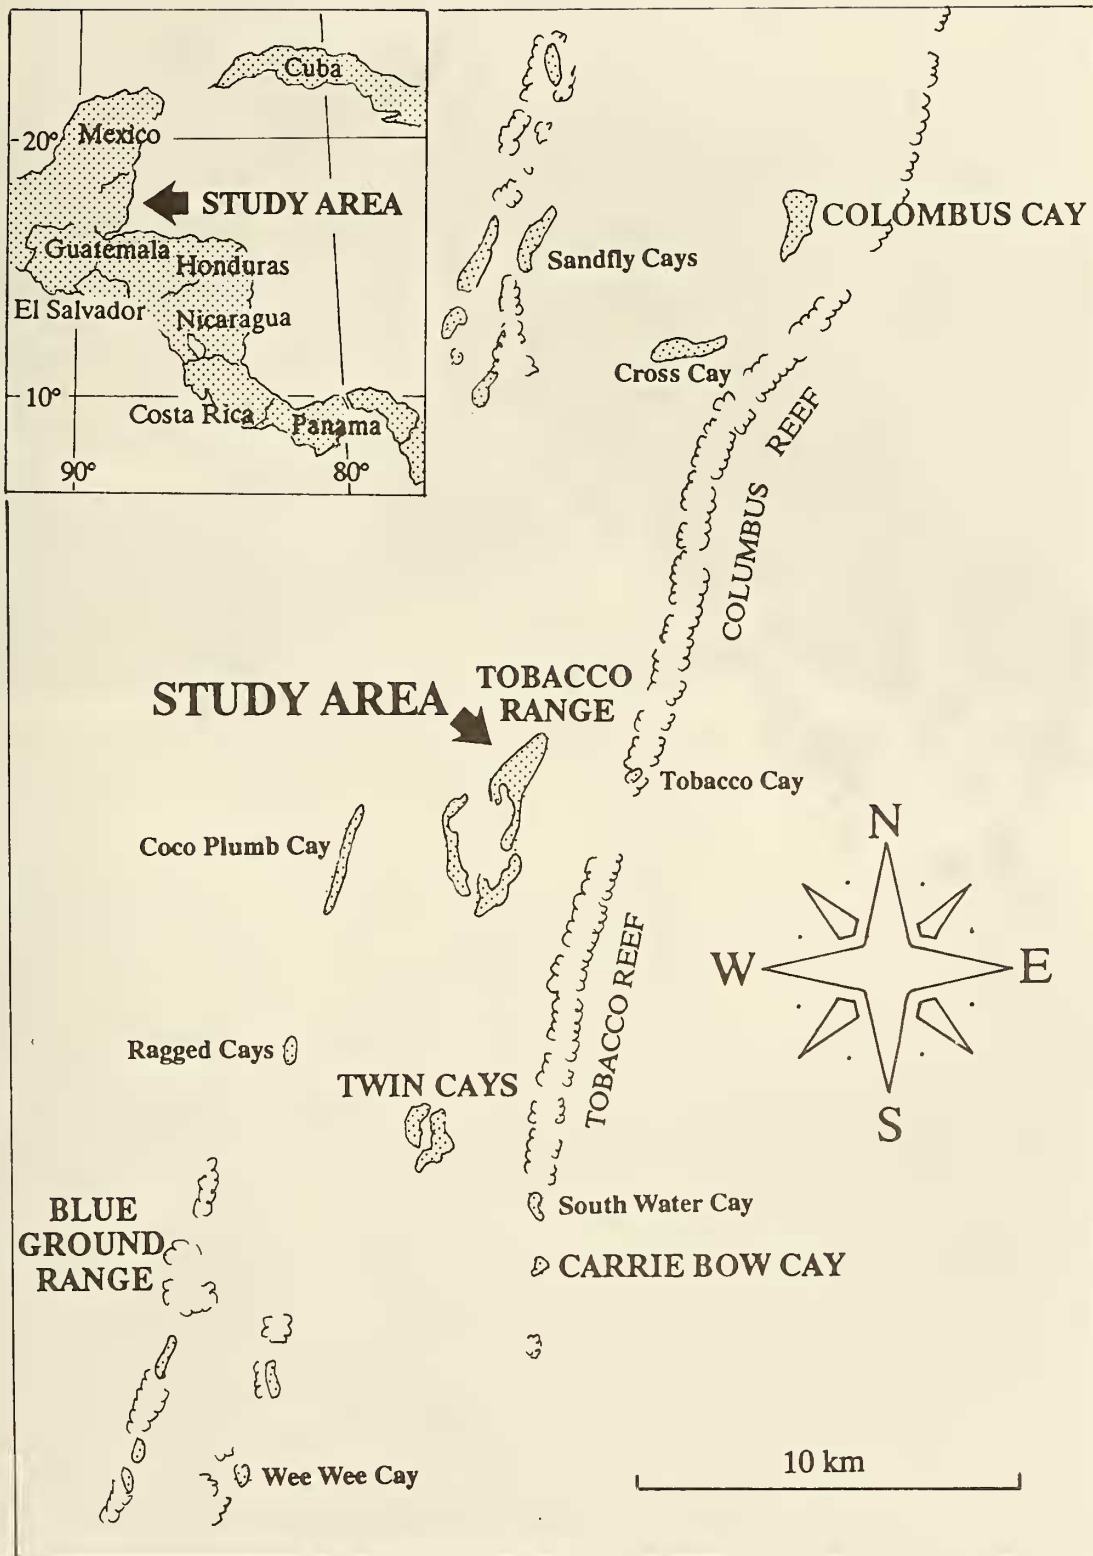 Cuba
20°
Mexico
STUDY AREA
Guatemala
Honduras
El Salvador
Nicaragua
10°
Costa Rica
Panama
90°
80°
COLOMBUS CAY
Sandfly Cays
Cross Cay
COLUMBUS REEF
STUDY AREA
TOBACCO
RANGE
Tobacco Cay
Coco Plumb Cay
N
W
E
S
TOBACCO REEF
Ragged Cays
TWIN CAYS
BLUE
GROUND
RANGE
South Water Cay
CARRIE BOW CAY
10 km
Wee Wee Cay